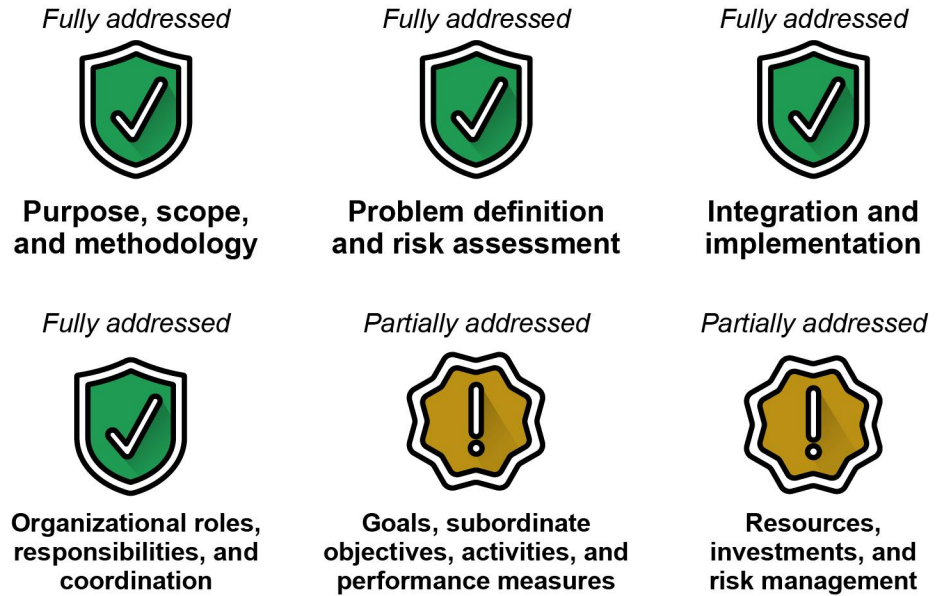 Fully addressed
Purpose, scope,
and methodology
Fully addressed
Problem definition
and risk assessment
Fully addressed
Integration and
implementation
Fully addressed
Organizational roles,
responsibilities, and
coordination
Partially addressed
Goals, subordinate
objectives, activities, and
performance measures
Partially addressed
Resources,
investments, and
risk management